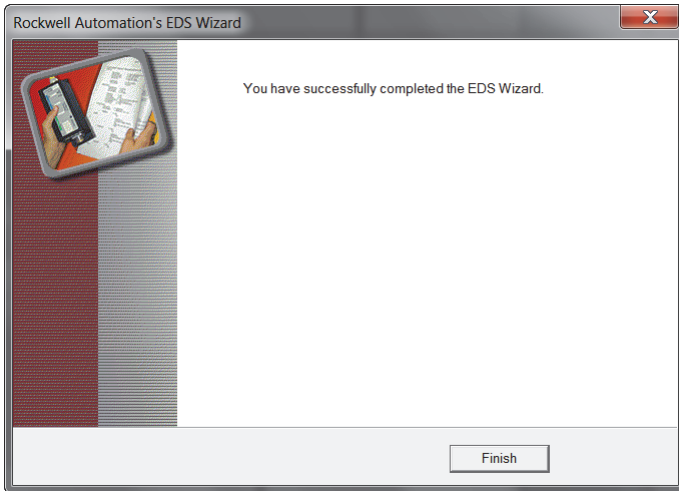 Rockwell Automation's EDS Wizard
You have successfully completed the EDS Wizard.
Finish